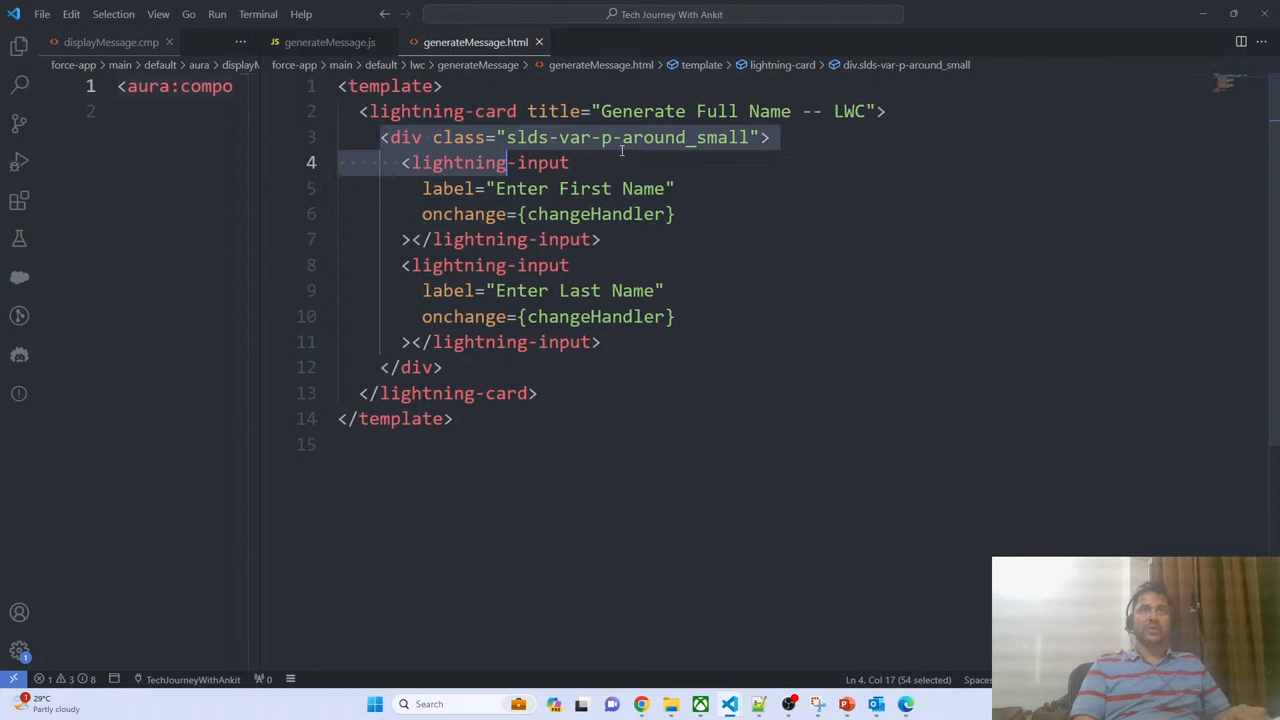 File Edit Selection View Go Run Terminal Help
Tech Journey With Ankit
displayMessage.cmp
generateMessage.js
generateMessage.html
force-app > main > default > aura > displayM
force-app > main > default > lwc > generateMessage > generateMessage.html > template > lightning-card > div.slds-var-p-around_small
1 <aura:compo
2
1 <template>
2 <lightning-card title="Generate Full Name -- LWC">
3 <div class="slds-var-p-around_small">
4 <lightning-input
5 label="Enter First Name"
6 onchange={changeHandler}
7 ></lightning-input>
8 <lightning-input
9 label="Enter Last Name"
10 onchange={changeHandler}
11 ></lightning-input>
12 </div>
13 </lightning-card>
14 </template>
15
1 3 8 TechJourneyWithAnkit 0
Ln 4, Col 17 (54 selected)
29°C
Partly cloudy
Search